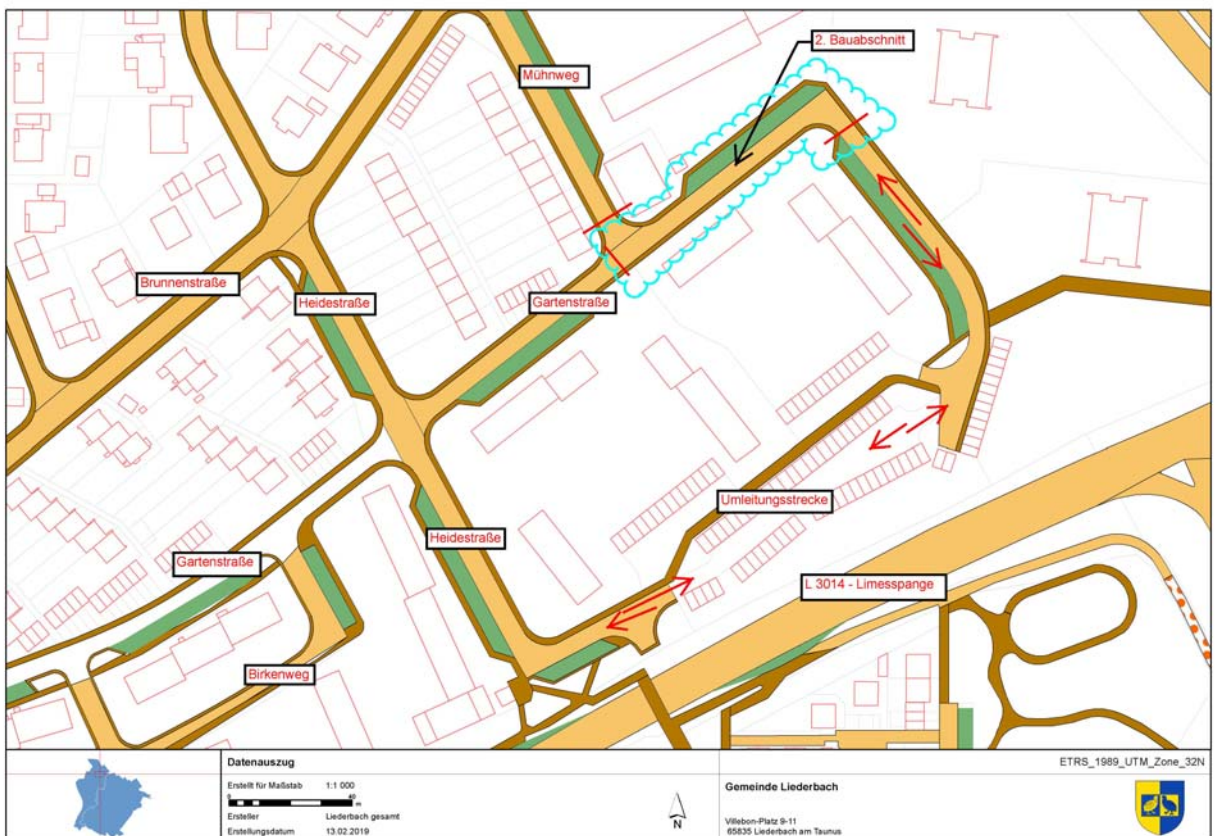 2. Bauabschnitt
Mühnweg
Brunnenstraße
Heidestraße
Gartenstraße
Umleitungsstrecke
Heidestraße
Gartenstraße
L 3014 - Limesspange
Birkenweg
Datenauszug
ETRS_1989_UTM_Zone_32N
Erstellt für Maßstab 1:1 000
0 40 m
Ersteller Liederbach gesamt
Erstellungsdatum 13.02.2019
N
Gemeinde Liederbach
Villebon-Platz 9-11
65835 Liederbach am Taunus